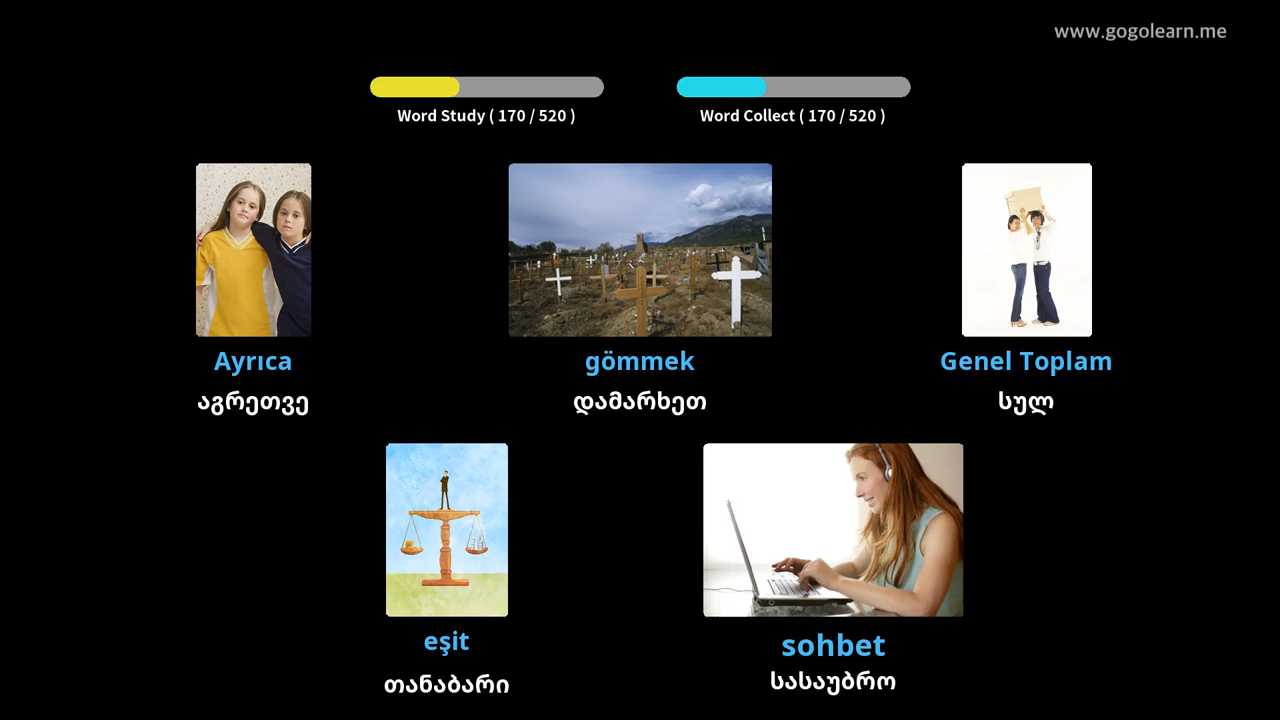 www.gogolearn.me
Word Study ( 170 / 520 )
Word Collect ( 170 / 520 )
Ayrıca
აგრეთვე
gömmek
დამარხეთ
Genel Toplam
სულ
eşit
თანაბარი
sohbet
სასაუბრო